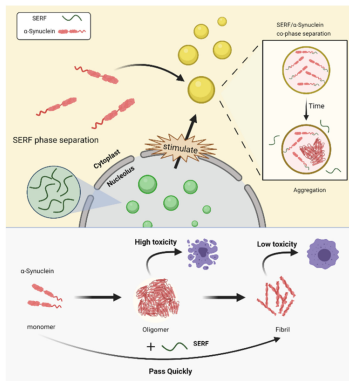 SERF
α-Synuclein
SERF/α-Synuclein
co-phase separation
Time
Aggregation
SERF phase separation
stimulate
Cytoplast
Nucleolus
High toxicity
Low toxicity
α-Synuclein
monomer
Oligomer
Fibril
+ SERF
Pass Quickly